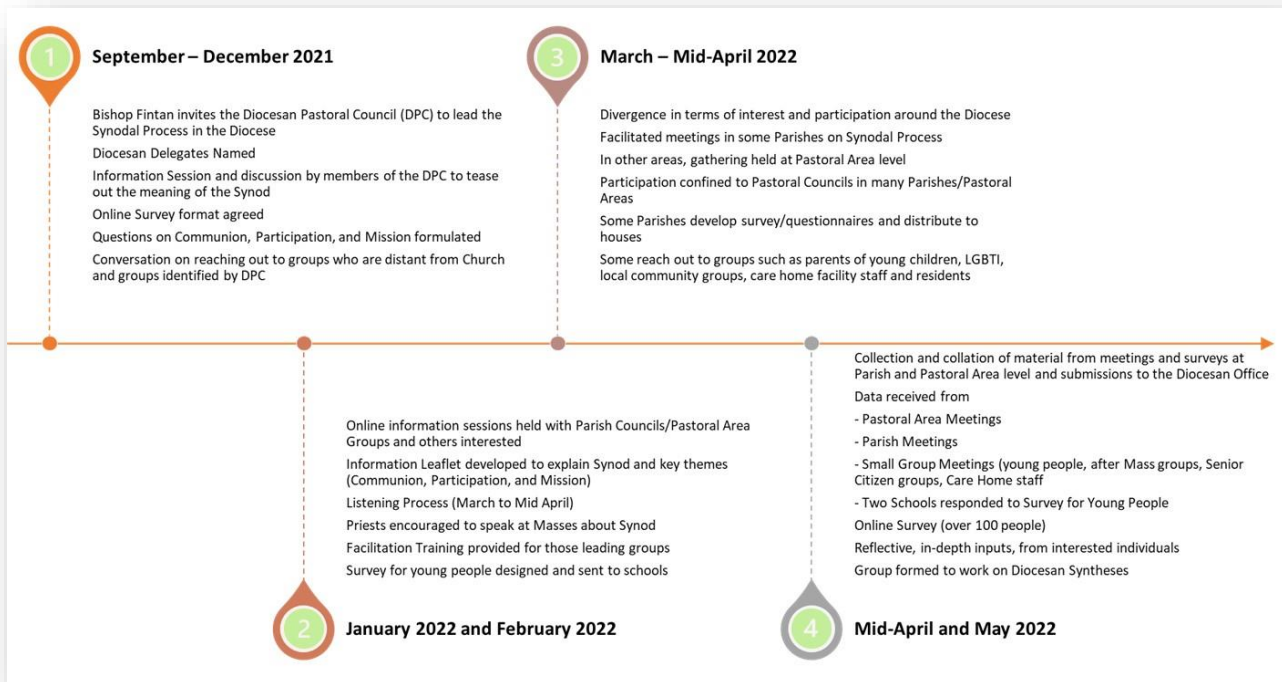 1
September – December 2021
Bishop Fintan invites the Diocesan Pastoral Council (DPC) to lead the
Synodal Process in the Diocese
Diocesan Delegates Named
Information Session and discussion by members of the DPC to tease
out the meaning of the Synod
Online Survey format agreed
Questions on Communion, Participation, and Mission formulated
Conversation on reaching out to groups who are distant from Church
and groups identified by DPC
Online information sessions held with Parish Councils/Pastoral Area
Groups and others interested
Information Leaflet developed to explain Synod and key themes
(Communion, Participation, and Mission)
Listening Process (March to Mid April)
Priests encouraged to speak at Masses about Synod
Facilitation Training provided for those leading groups
Survey for young people designed and sent to schools
2
January 2022 and February 2022
3
March – Mid-April 2022
Divergence in terms of interest and participation around the Diocese
Facilitated meetings in some Parishes on Synodal Process
In other areas, gathering held at Pastoral Area level
Participation confined to Pastoral Councils in many Parishes/Pastoral
Areas
Some Parishes develop survey/questionnaires and distribute to
houses
Some reach out to groups such as parents of young children, LGBTI,
local community groups, care home facility staff and residents
Collection and collation of material from meetings and surveys at
Parish and Pastoral Area level and submissions to the Diocesan Office
Data received from
- Pastoral Area Meetings
- Parish Meetings
- Small Group Meetings (young people, after Mass groups, Senior
Citizen groups, Care Home staff
- Two Schools responded to Survey for Young People
Online Survey (over 100 people)
Reflective, in-depth inputs, from interested individuals
Group formed to work on Diocesan Syntheses
4
Mid-April and May 2022